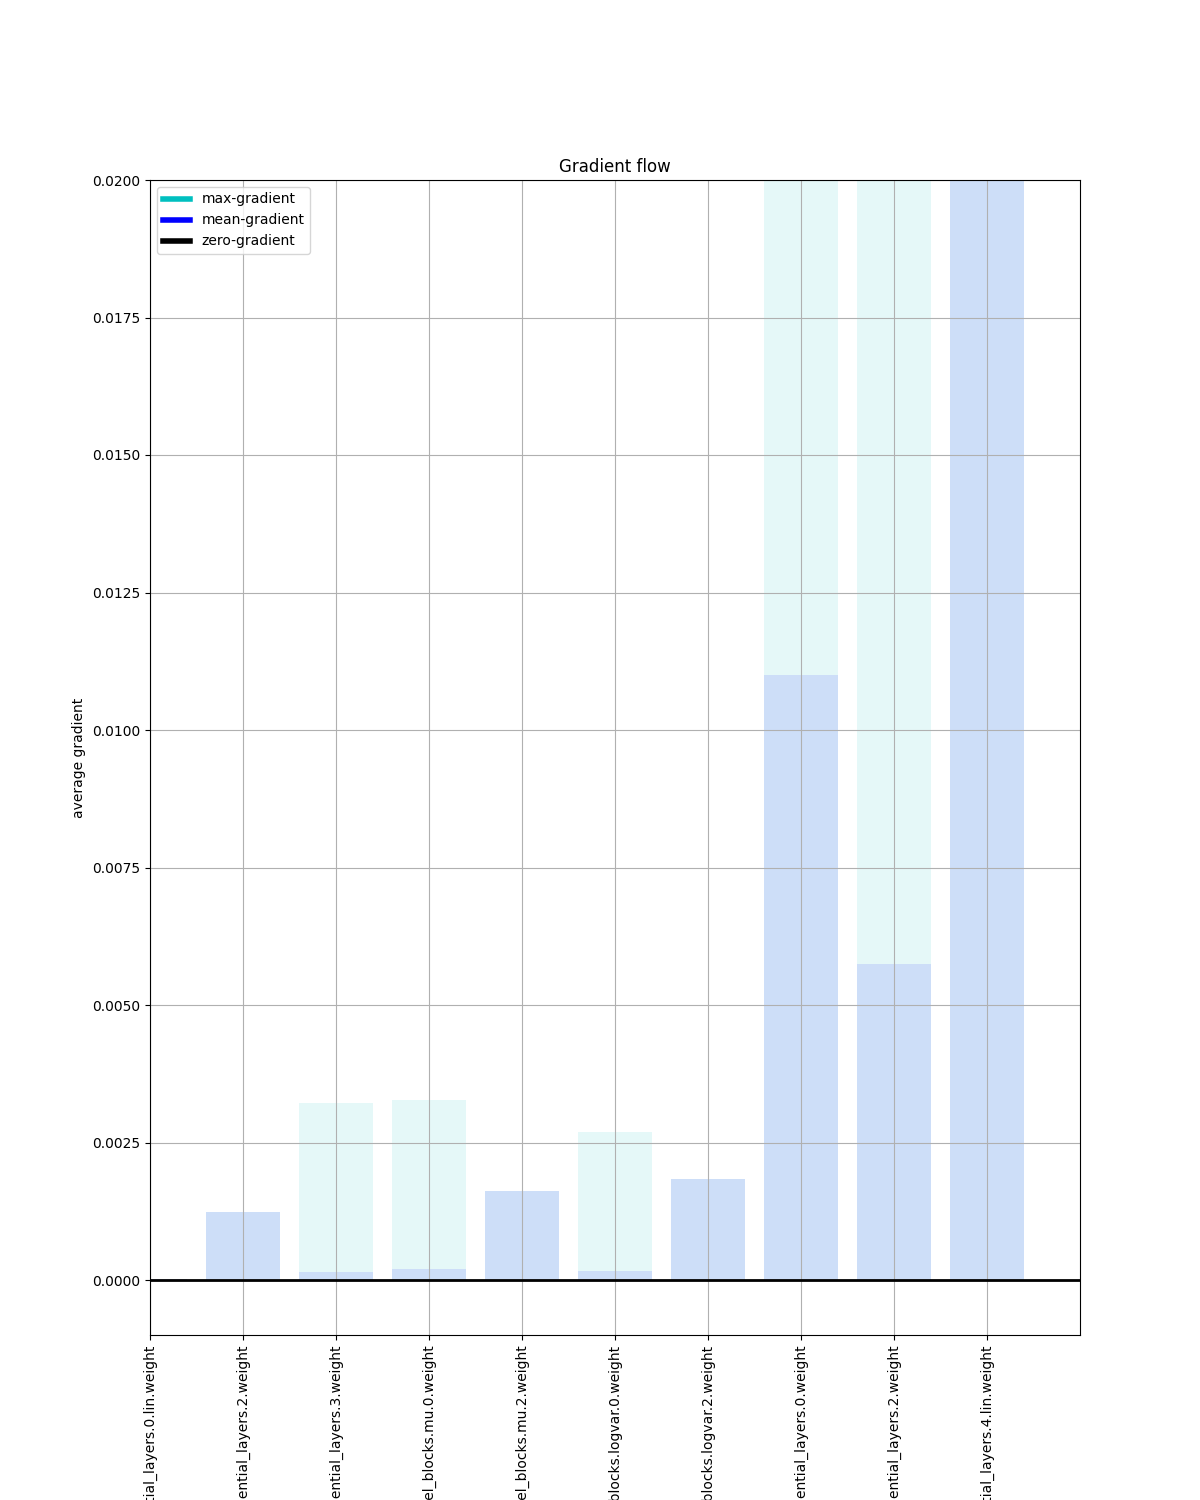 Gradient flow
max-gradient
mean-gradient
zero-gradient
0.0200
0.0175
0.0150
0.0125
0.0100
0.0075
0.0050
0.0025
0.0000
average gradient
tial_layers.0.lin.weight
ential_layers.2.weight
ential_layers.3.weight
el_blocks.mu.0.weight
el_blocks.mu.2.weight
blocks.logvar.0.weight
blocks.logvar.2.weight
ential_layers.0.weight
ential_layers.2.weight
tial_layers.4.lin.weight